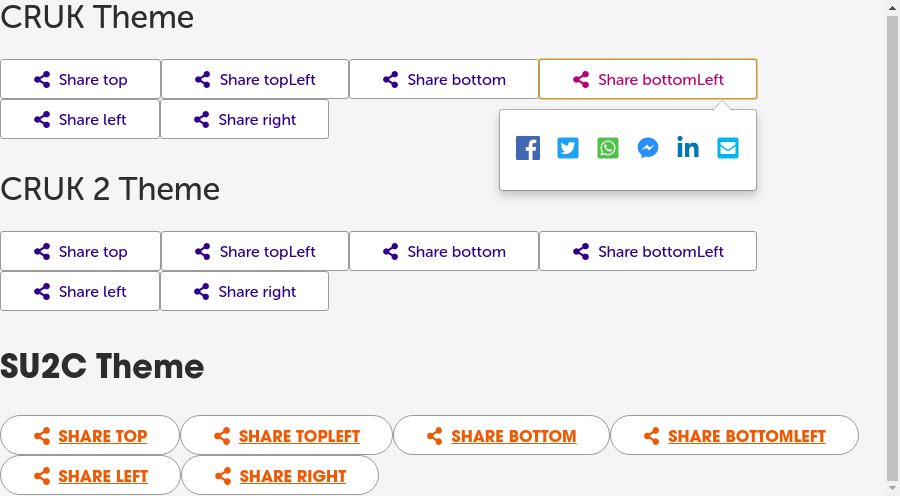 CRUK Theme
Share top Share topLeft Share bottom Share bottomLeft
Share left Share right
CRUK 2 Theme
Share top Share topLeft Share bottom Share bottomLeft
Share left Share right
SU2C Theme
SHARE TOP SHARE TOPLEFT SHARE BOTTOM SHARE BOTTOMLEFT
SHARE LEFT SHARE RIGHT